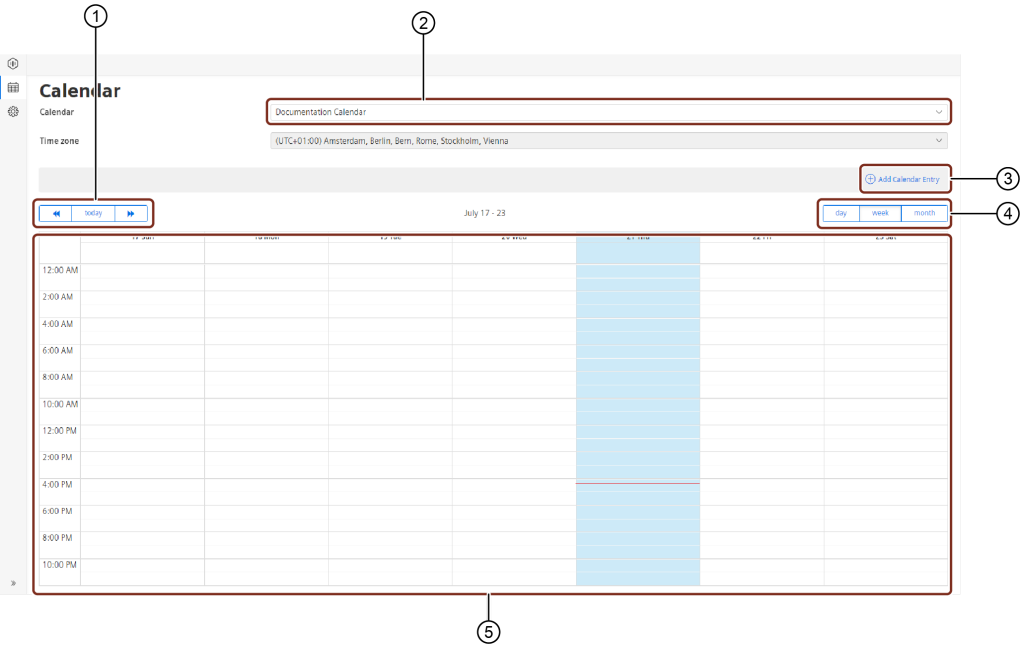 1
2
Calendar
Calendar
Documentation Calendar
Time zone
(UTC+01:00) Amsterdam, Berlin, Bern, Rome, Stockholm, Vienna
Add Calendar Entry
3
today
July 17 - 23
day
week
month
4
12:00 AM
2:00 AM
4:00 AM
6:00 AM
8:00 AM
10:00 AM
12:00 PM
2:00 PM
4:00 PM
6:00 PM
8:00 PM
10:00 PM
5